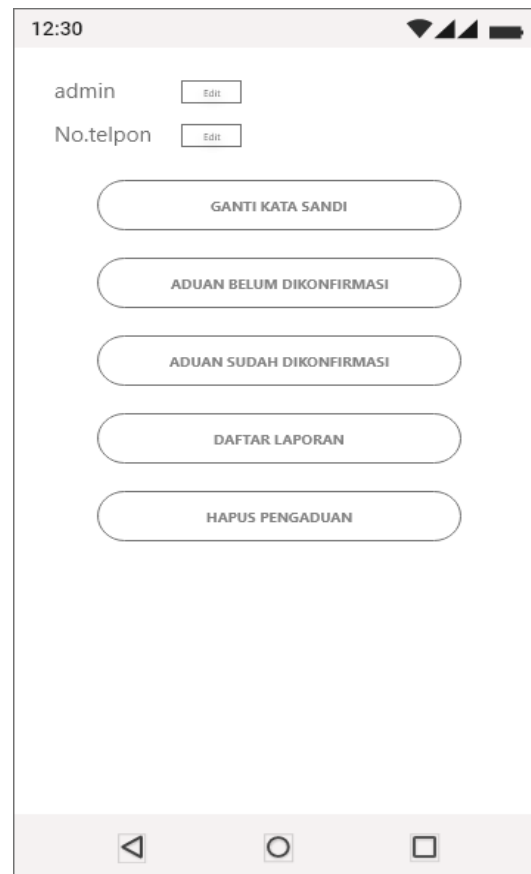 12:30
admin Edit
No.telpon Edit
GANTI KATA SANDI
ADUAN BELUM DIKONFIRMASI
ADUAN SUDAH DIKONFIRMASI
DAFTAR LAPORAN
HAPUS PENGADUAN